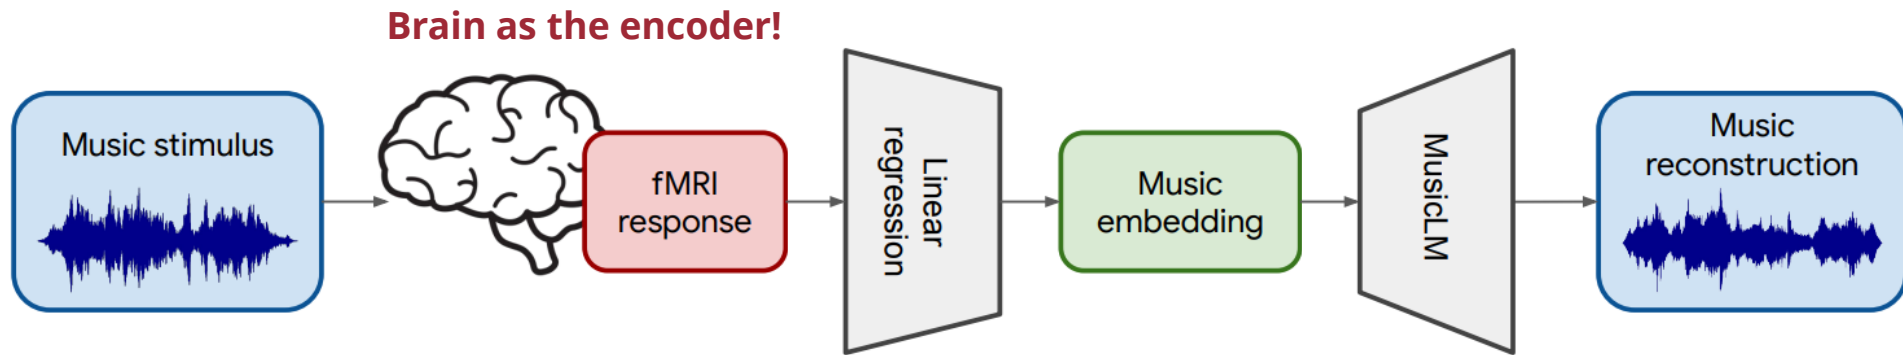 Brain as the encoder!
Music stimulus
fMRI
response
Linear
regression
Music
embedding
MusicLM
Music
reconstruction